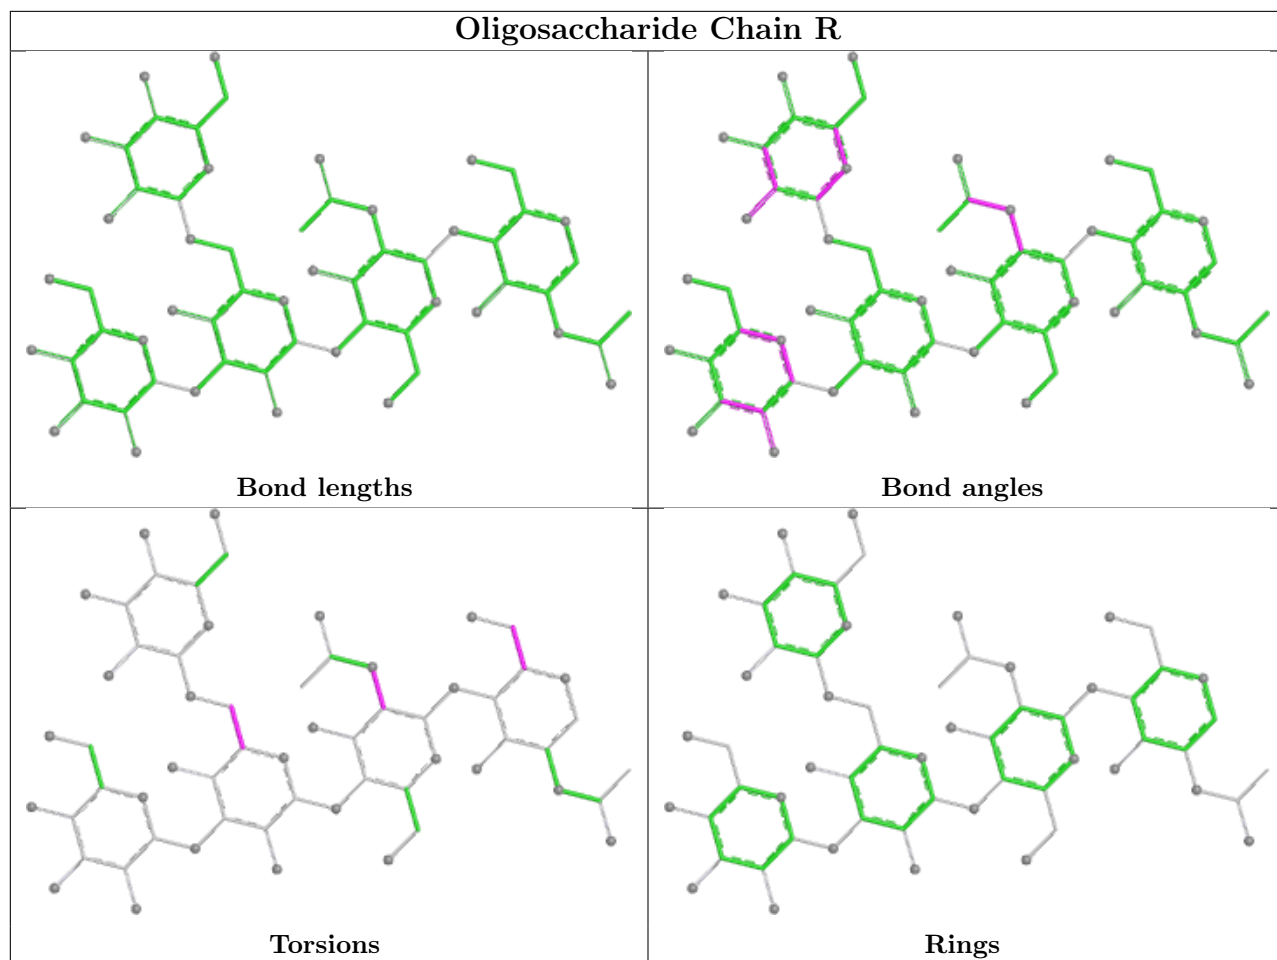 Oligosaccharide Chain R
Bond lengths
Bond angles
Torsions
Rings